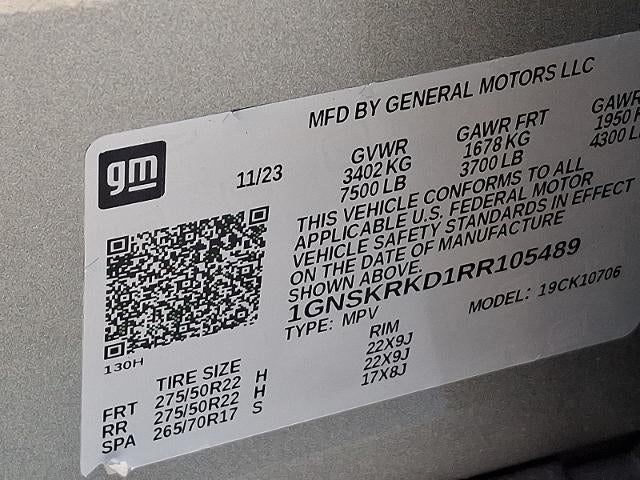 MFD BY GENERAL MOTORS LLC
gm
11/23
GVWR
3402 KG
7500 LB
GAWR FRT
1678 KG
3700 LB
GAWR
1950
4300
THIS VEHICLE CONFORMS TO ALL
APPLICABLE U.S. FEDERAL MOTOR
VEHICLE SAFETY STANDARDS IN EFFECT
ON THE DATE OF MANUFACTURE
SHOWN ABOVE.
1GNSKRKD1RR105489
TYPE: MPV
MODEL: 19CK10706
130H
TIRE SIZE
RIM
FRT 275/50R22 H 22X9J
RR 275/50R22 H 22X9J
SPA 265/70R17 S 17X8J